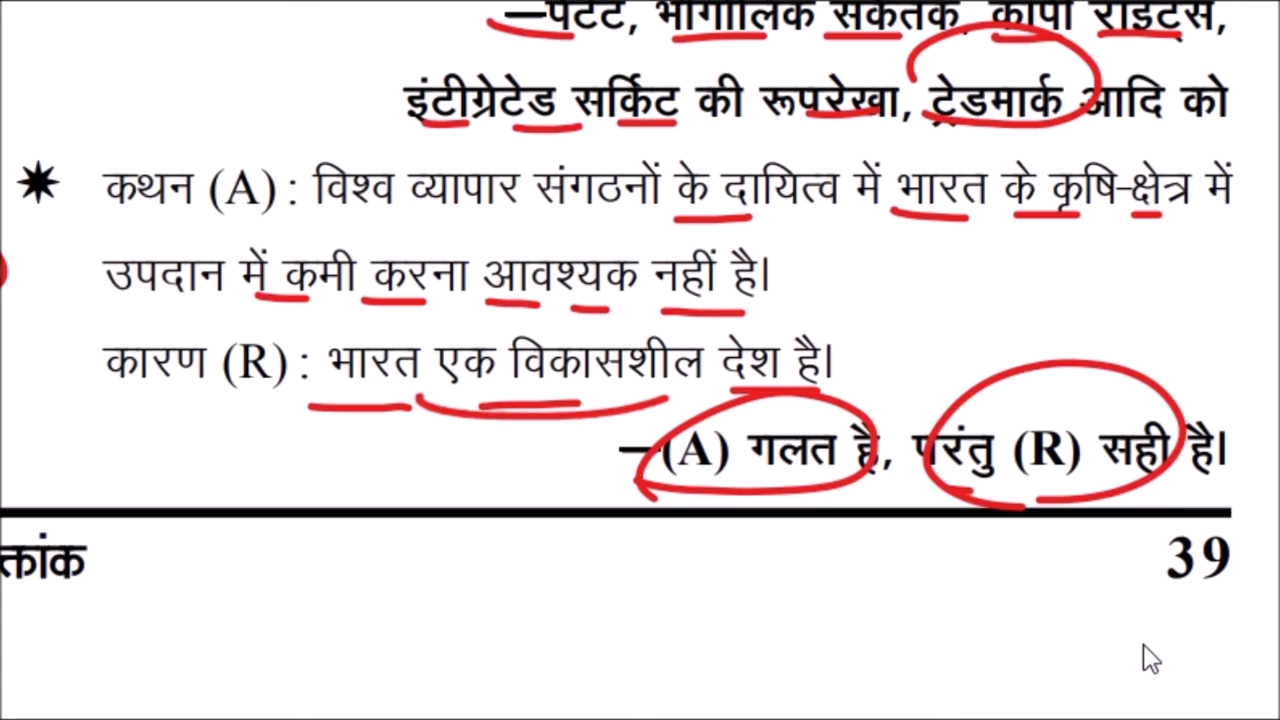 —पेटेंट, भौगोलिक संकेतक, कॉपी राइट्स,
इंटीग्रेटेड सर्किट की रूपरेखा, ट्रेडमार्क आदि को
✷ कथन (A) : विश्व व्यापार संगठनों के दायित्व में भारत के कृषि-क्षेत्र में
उपदान में कमी करना आवश्यक नहीं है।
कारण (R) : भारत एक विकासशील देश है।
—(A) गलत है, परंतु (R) सही है।
क्तांक
39